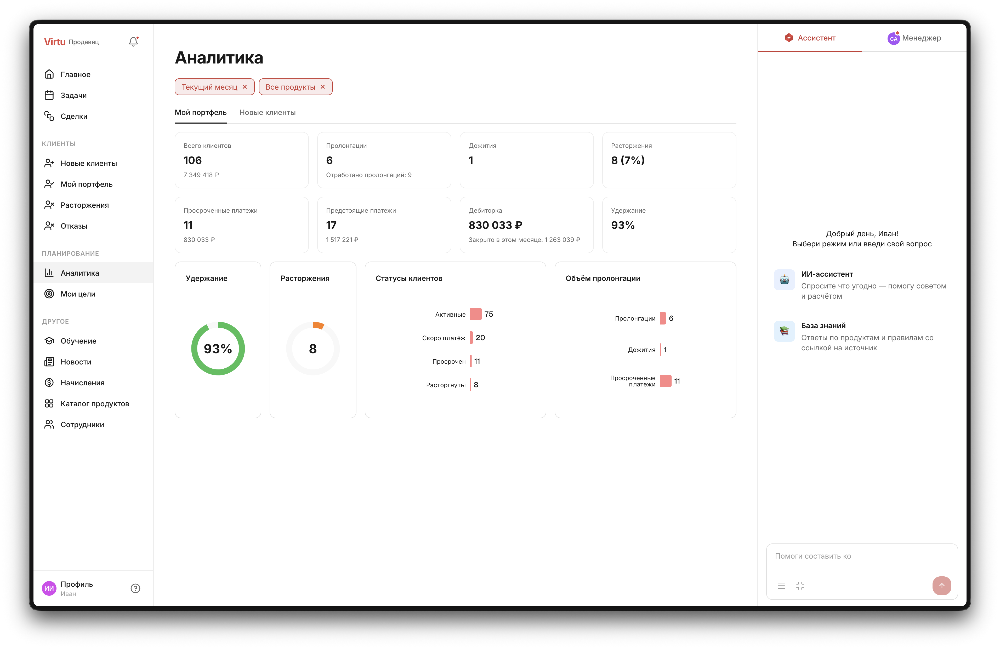 Virtu Продавец
Главное
Задачи
Сделки
КЛИЕНТЫ
Новые клиенты
Мой портфель
Расторжения
Отказы
ПЛАНИРОВАНИЕ
Аналитика
Мои цели
ДРУГОЕ
Обучение
Новости
Начисления
Каталог продуктов
Сотрудники
ИИ
Профиль
Иван
Аналитика
Текущий месяц
Все продукты
Мой портфель
Новые клиенты
Всего клиентов
106
7 349 418 ₽
Пролонгации
6
Отработано пролонгаций: 9
Дожития
1
Расторжения
8 (7%)
Просроченные платежи
11
830 033 ₽
Предстоящие платежи
17
1 517 221 ₽
Дебиторка
830 033 ₽
Закрыто в этом месяце: 1 263 039 ₽
Удержание
93%
Удержание
93%
Расторжения
8
Статусы клиентов
Активные 75
Скоро платёж 20
Просрочен 11
Расторгнуты 8
Объём пролонгации
Пролонгации 6
Дожития 1
Просроченные
платежи 11
Ассистент
СА Менеджер
Добрый день, Иван!
Выбери режим или введи свой вопрос
ИИ-ассистент
Спросите что угодно — помогу советом
и расчётом
База знаний
Ответы по продуктам и правилам со
ссылкой на источник
Помоги составить ко